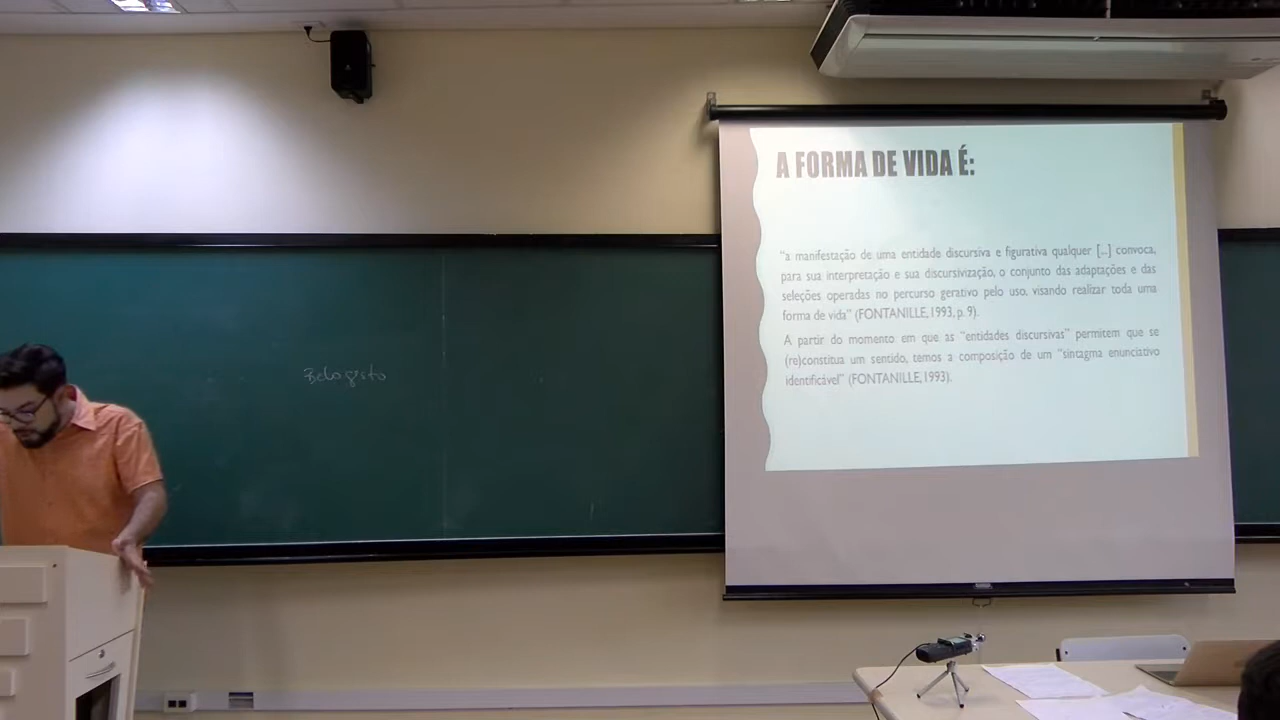 A FORMA DE VIDA É:
“a manifestação de uma entidade discursiva e figurativa qualquer [...] convoca,
para sua interpretação e sua discursivização, o conjunto das adaptações e das
seleções operadas no percurso gerativo pelo uso, visando realizar toda uma
forma de vida” (FONTANILLE, 1993, p. 9).
A partir do momento em que as “entidades discursivas” permitem que se
(re)constitua um sentido, temos a composição de um “sintagma enunciativo
identificável” (FONTANILLE, 1993).